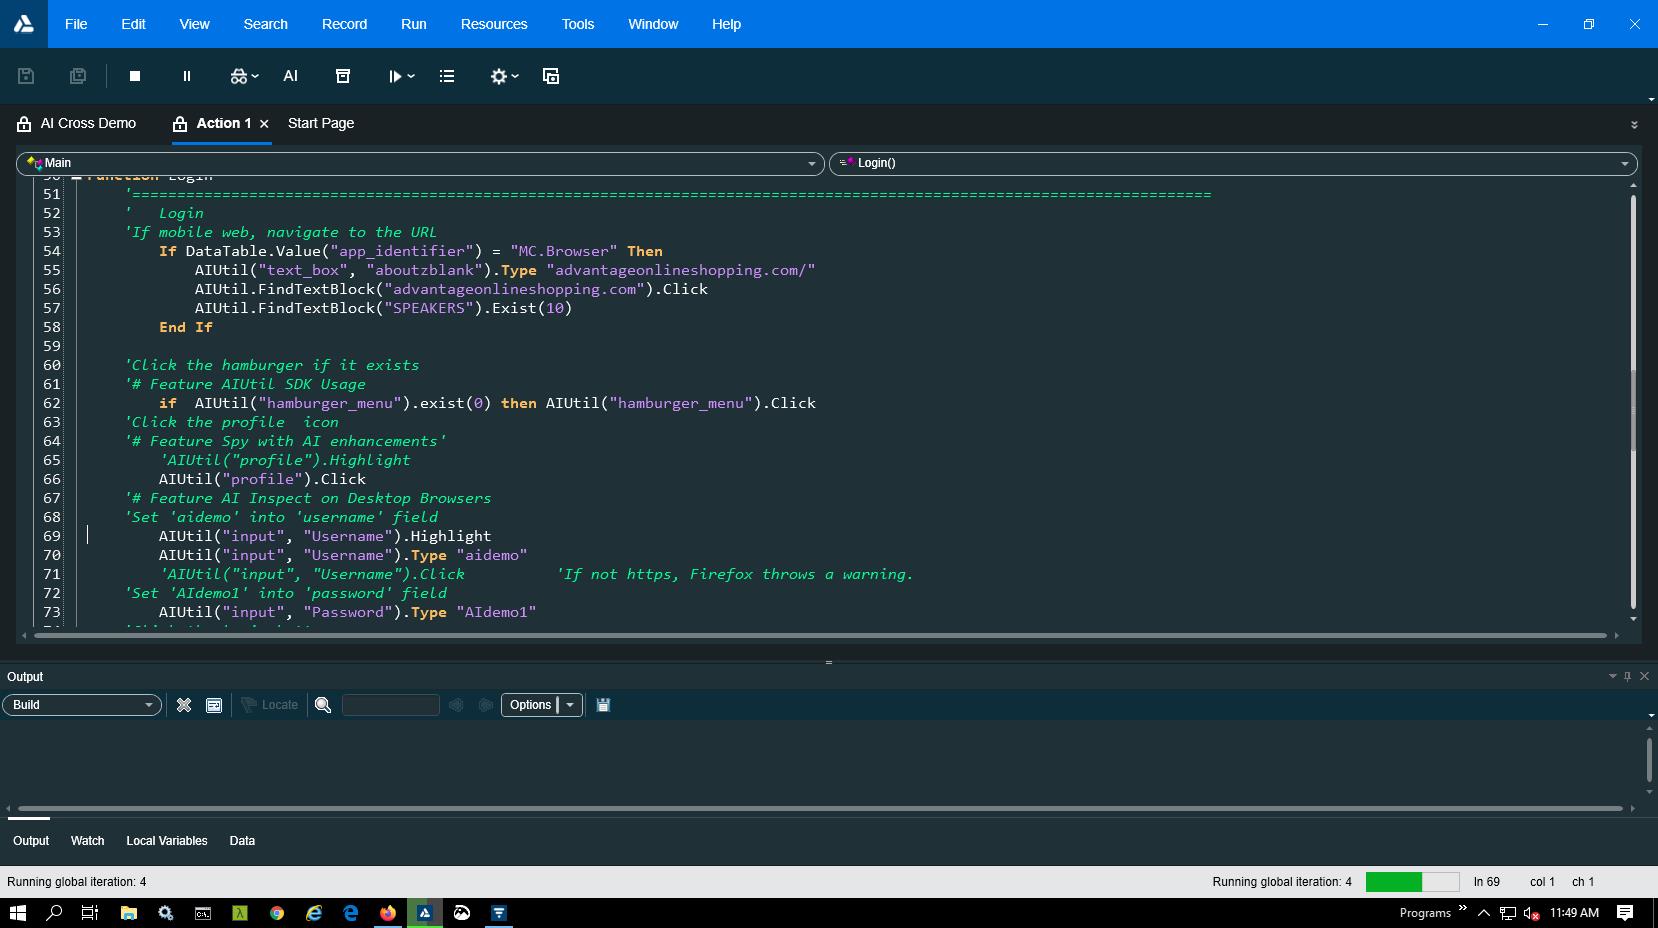 File Edit View Search Record Run Resources Tools Window Help
AI
AI Cross Demo Action 1 Start Page
Main Login()
50 Function Login
51 '========================================================================================================================
52 ' Login
53 'If mobile web, navigate to the URL
54 If DataTable.Value("app_identifier") = "MC.Browser" Then
55 AIUtil("text_box", "aboutzblank").Type "advantageonlineshopping.com/"
56 AIUtil.FindTextBlock("advantageonlineshopping.com").Click
57 AIUtil.FindTextBlock("SPEAKERS").Exist(10)
58 End If
59
60 'Click the hamburger if it exists
61 '# Feature AIUtil SDK Usage
62 if AIUtil("hamburger_menu").exist(0) then AIUtil("hamburger_menu").Click
63 'Click the profile icon
64 '# Feature Spy with AI enhancements'
65 'AIUtil("profile").Highlight
66 AIUtil("profile").Click
67 '# Feature AI Inspect on Desktop Browsers
68 'Set 'aidemo' into 'username' field
69 AIUtil("input", "Username").Highlight
70 AIUtil("input", "Username").Type "aidemo"
71 'AIUtil("input", "Username").Click 'If not https, Firefox throws a warning.
72 'Set 'AIdemo1' into 'password' field
73 AIUtil("input", "Password").Type "AIdemo1"
Output
Build Locate Options
Output Watch Local Variables Data
Running global iteration: 4 Running global iteration: 4 ln 69 col 1 ch 1
Programs 11:49 AM